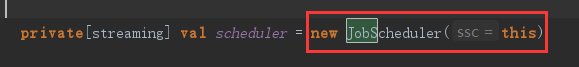 private[streaming] val scheduler = new JobScheduler( ssc = this)